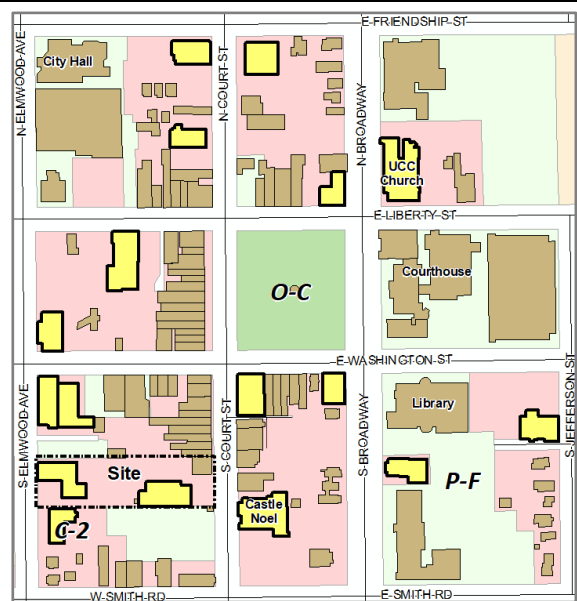 E-FRIENDSHIP-ST
City Hall
N-ELMWOOD-AVE
N-COURT-ST
N-BROADWAY
UCC
Church
E-LIBERTY-ST
Courthouse
O-C
E-WASHINGTON-ST
S-ELMWOOD-AVE
S-COURT-ST
S-BROADWAY
Library
S-JEFFERSON-ST
Site
P-F
Castle
Noel
C-2
W-SMITH-RD
E-SMITH-RD